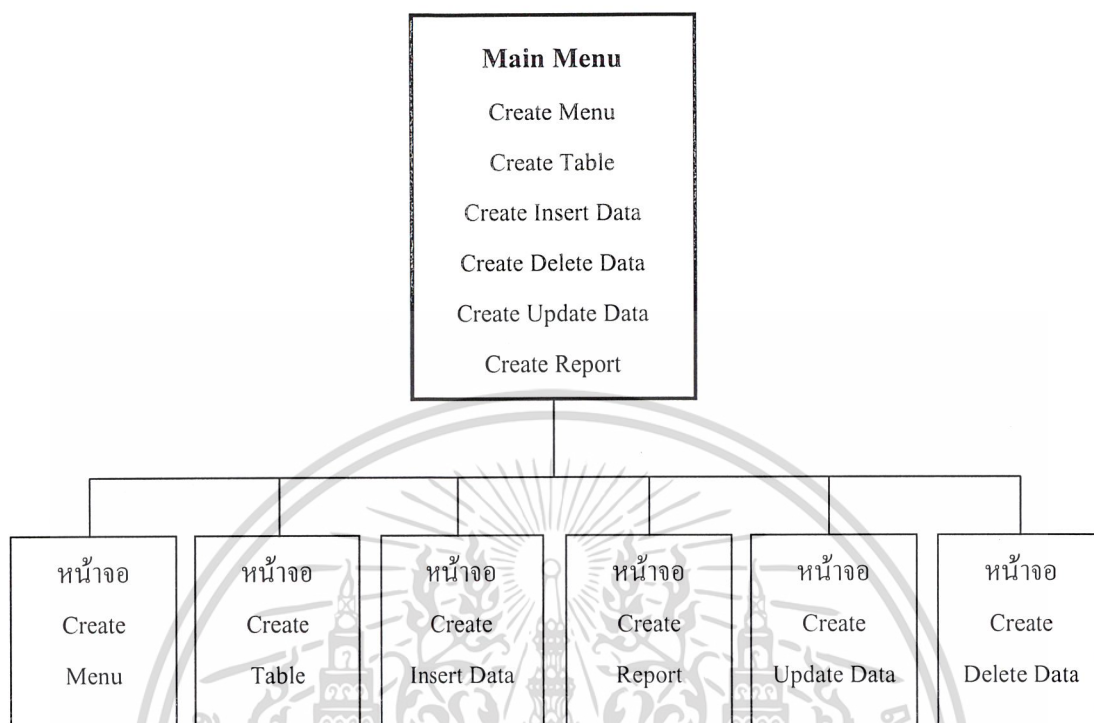 Main Menu
Create Menu
Create Table
Create Insert Data
Create Delete Data
Create Update Data
Create Report
หน้าจอ
Create
Menu
หน้าจอ
Create
Table
หน้าจอ
Create
Insert Data
หน้าจอ
Create
Report
หน้าจอ
Create
Update Data
หน้าจอ
Create
Delete Data